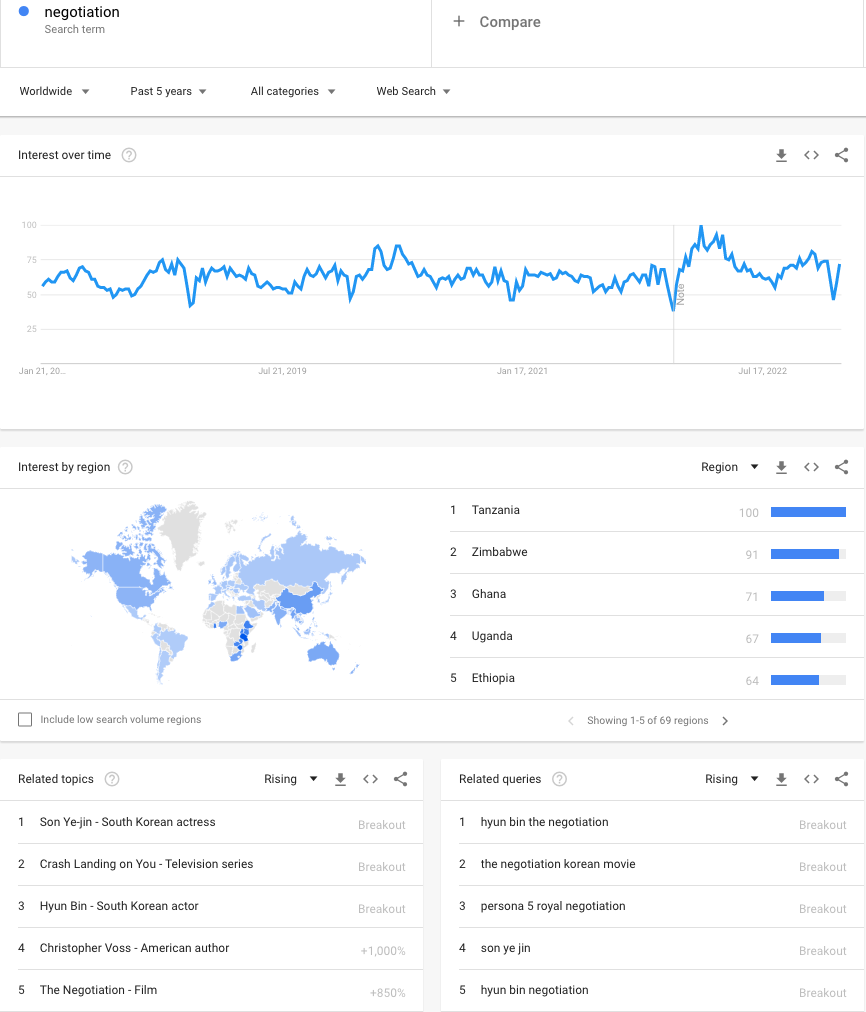 negotiation
Search term
+ Compare
Worldwide
Past 5 years
All categories
Web Search
Interest over time
100
75
50
25
Note
Jan 21, 20...
Jul 21, 2019
Jan 17, 2021
Jul 17, 2022
Interest by region
Region
1 Tanzania 100
2 Zimbabwe 91
3 Ghana 71
4 Uganda 67
5 Ethiopia 64
Include low search volume regions
Showing 1-5 of 69 regions
Related topics
Rising
1 Son Ye-jin - South Korean actress Breakout
2 Crash Landing on You - Television series Breakout
3 Hyun Bin - South Korean actor Breakout
4 Christopher Voss - American author +1,000%
5 The Negotiation - Film +850%
Related queries
Rising
1 hyun bin the negotiation Breakout
2 the negotiation korean movie Breakout
3 persona 5 royal negotiation Breakout
4 son ye jin Breakout
5 hyun bin negotiation Breakout